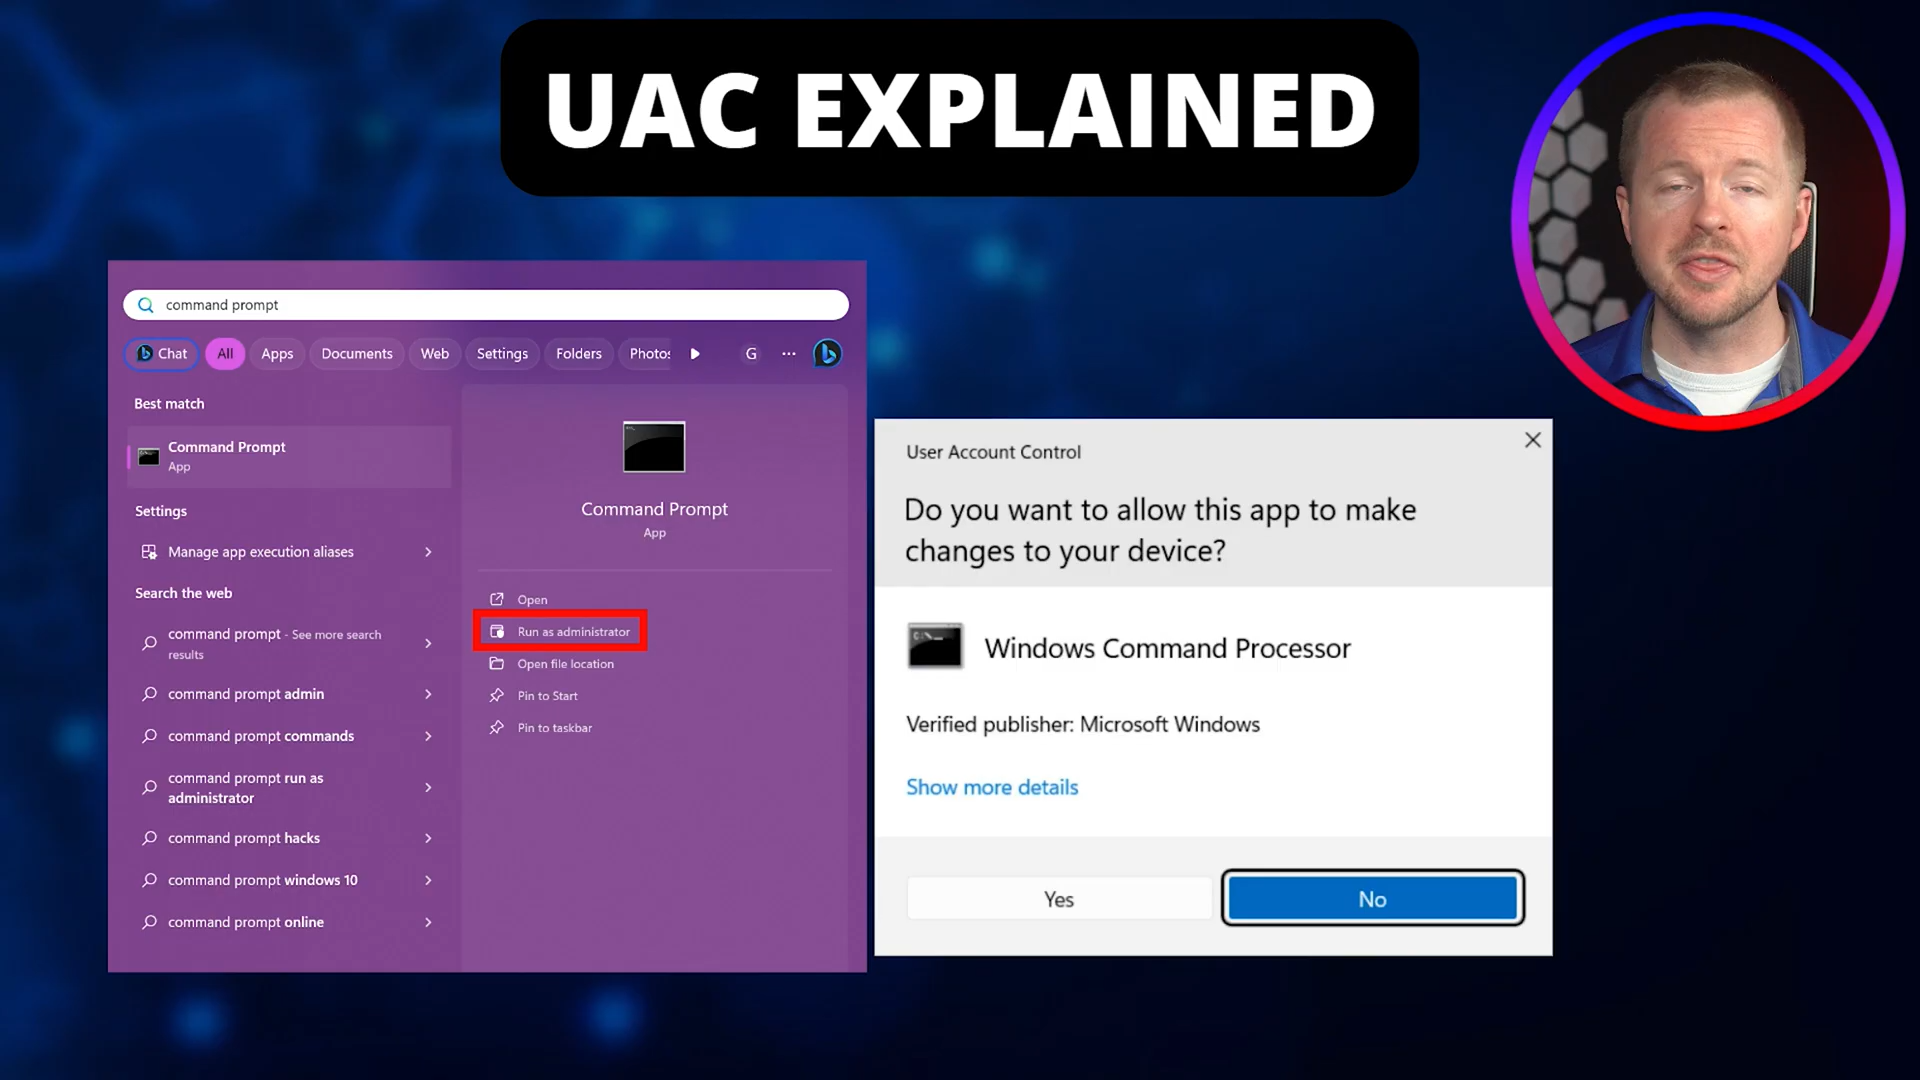 UAC EXPLAINED
command prompt
Chat All Apps Documents Web Settings Folders Photos G ...
Best match
Command Prompt
App
Settings
Manage app execution aliases
Search the web
command prompt - See more search
results
command prompt admin
command prompt commands
command prompt run as
administrator
command prompt hacks
command prompt windows 10
command prompt online
Command Prompt
App
Open
Run as administrator
Open file location
Pin to Start
Pin to taskbar
User Account Control
Do you want to allow this app to make
changes to your device?
Windows Command Processor
Verified publisher: Microsoft Windows
Show more details
Yes No